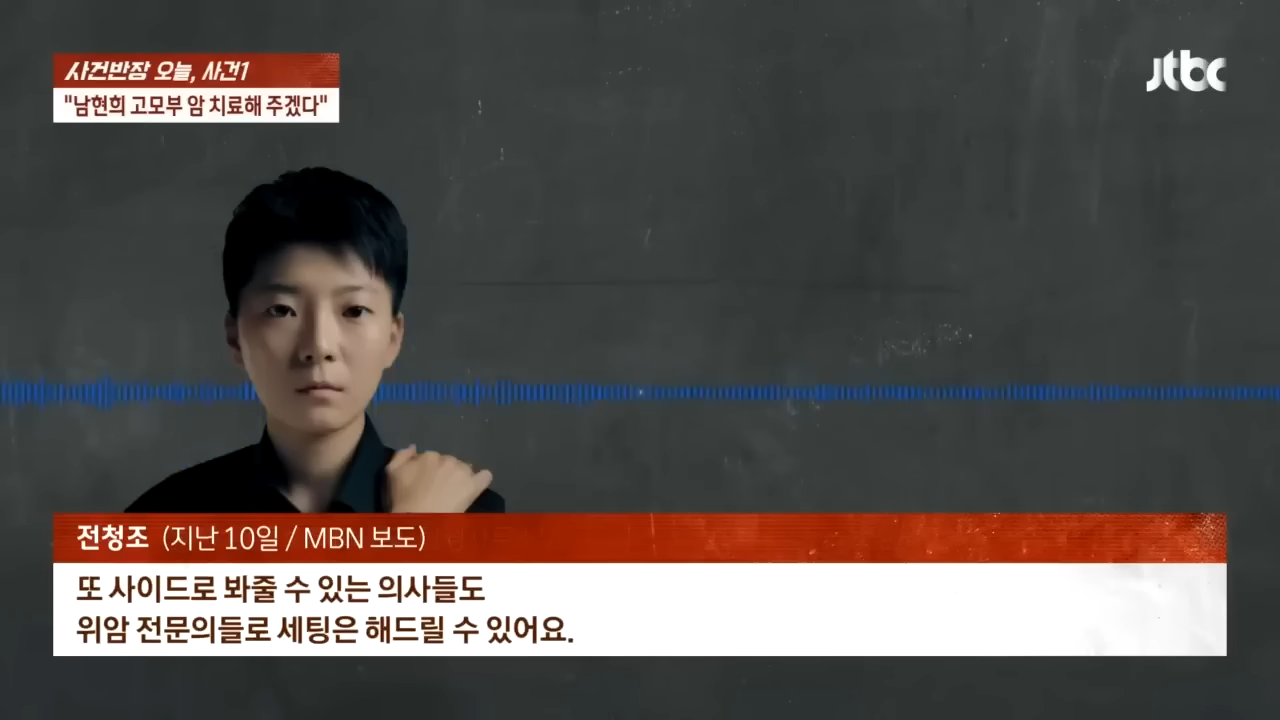 사건반장 오늘, 사건1
"남현희 고모부 암 치료해 주겠다"
jtbc
전청조 (지난 10일 / MBN 보도)
또 사이드로 봐줄 수 있는 의사들도
위암 전문의들로 세팅은 해드릴 수 있어요.